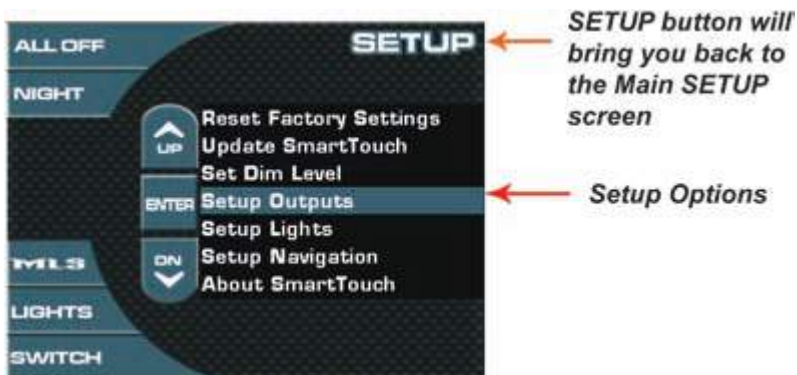 ALL OFF
NIGHT
SETUP
SETUP button will
bring you back to
the Main SETUP
screen
UP
ENTER
DN
Reset Factory Settings
Update SmartTouch
Set Dim Level
Setup Outputs
Setup Lights
Setup Navigation
About SmartTouch
Setup Options
MLS
LIGHTS
SWITCH